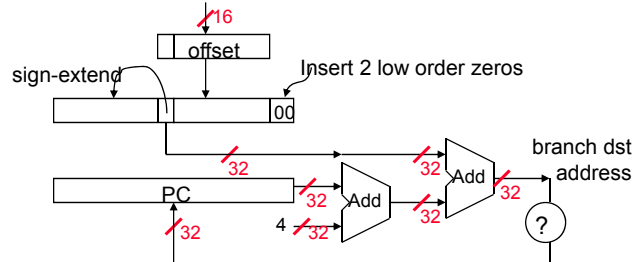 16
offset
sign-extend
Insert 2 low order zeros
00
32
32
branch dst
address
Add
32
PC
32
Add
32
4
32
32
?